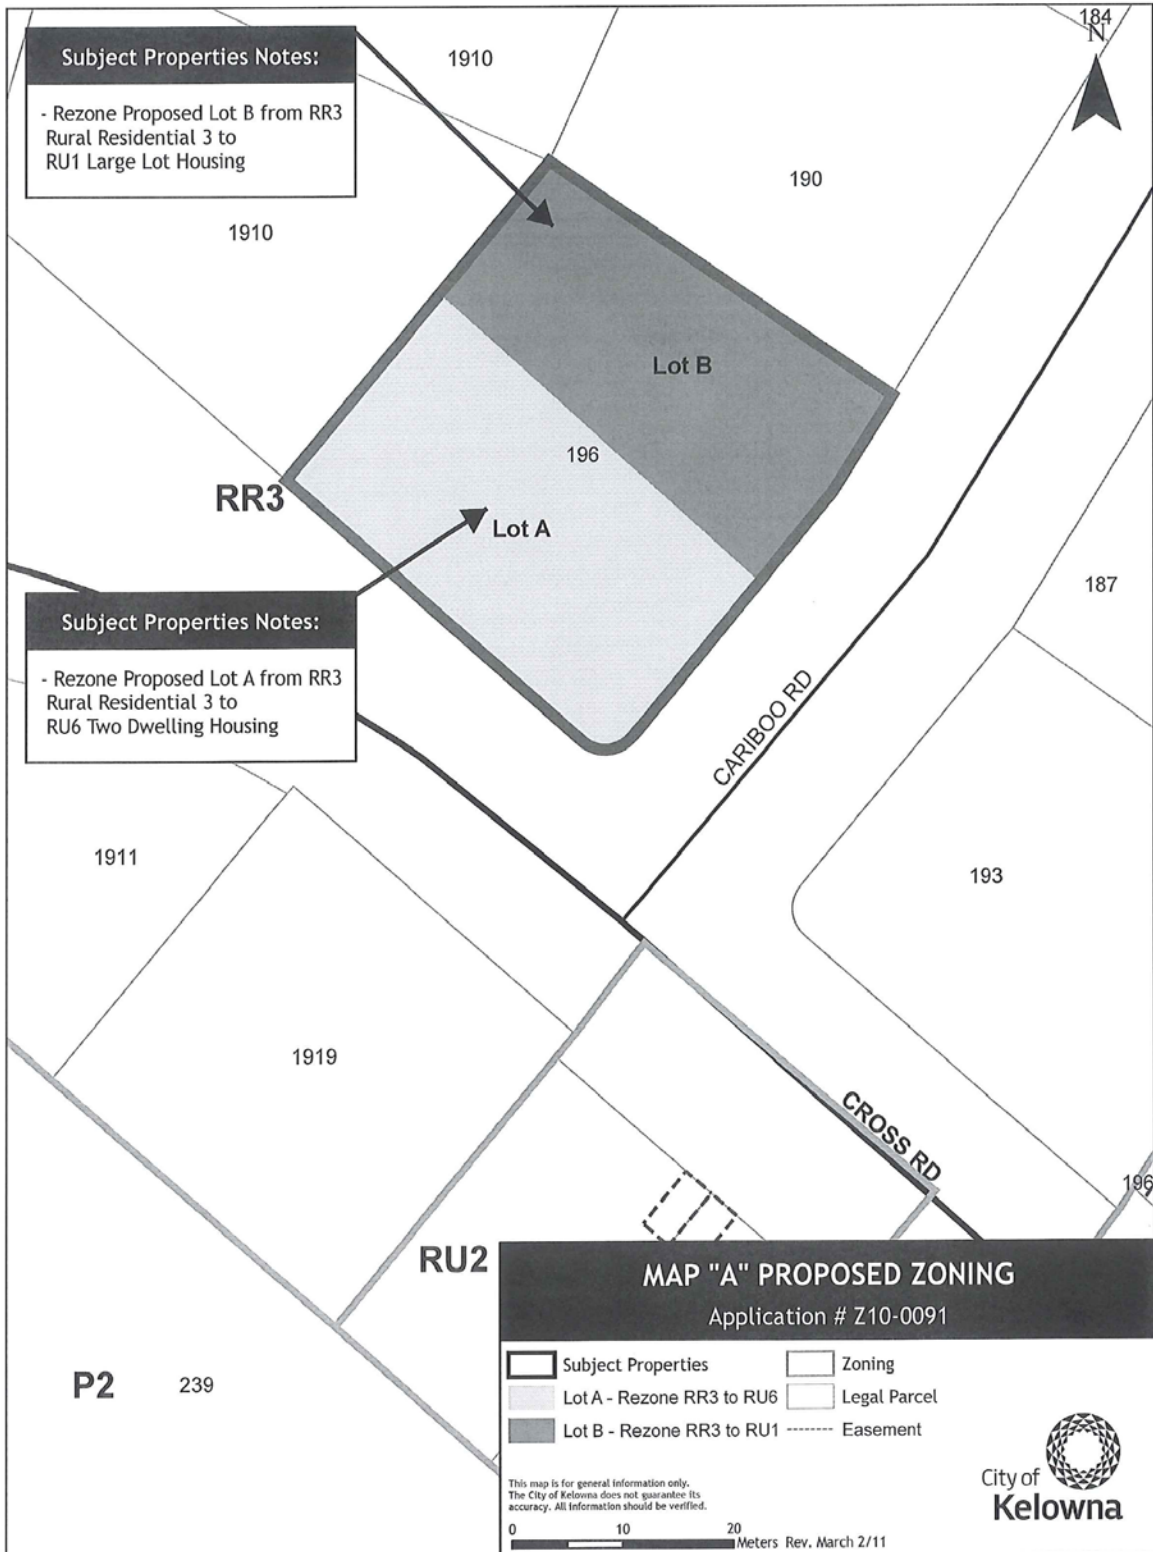 184
N
Subject Properties Notes:
- Rezone Proposed Lot B from RR3
Rural Residential 3 to
RU1 Large Lot Housing
1910
190
1910
Lot B
196
RR3
Lot A
187
Subject Properties Notes:
- Rezone Proposed Lot A from RR3
Rural Residential 3 to
RU6 Two Dwelling Housing
CARIBOO RD
1911
193
1919
CROSS RD
196
RU2
P2
239
MAP "A" PROPOSED ZONING
Application # Z10-0091
Subject Properties
Zoning
Lot A - Rezone RR3 to RU6
Legal Parcel
Lot B - Rezone RR3 to RU1
Easement
This map is for general information only.
The City of Kelowna does not guarantee its
accuracy. All information should be verified.
0 10 20
Meters Rev. March 2/11
City of
Kelowna